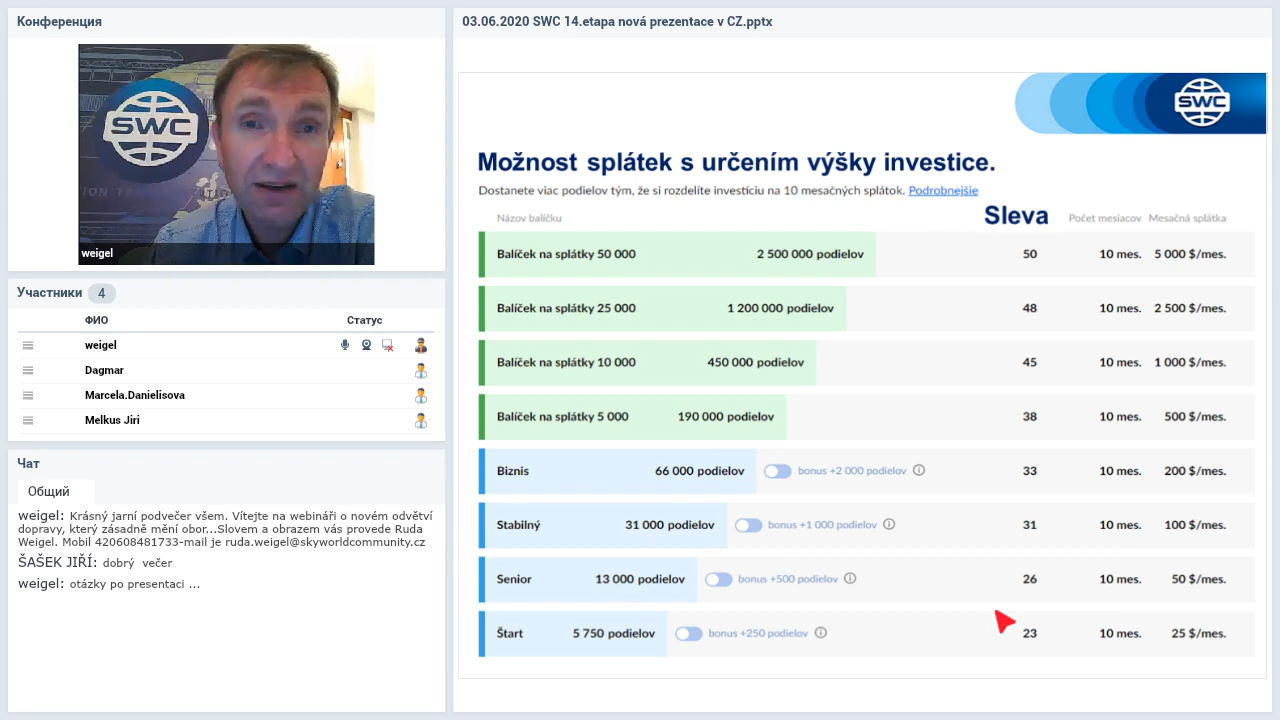 Конференция
SWC
weigel
Участники 4
ФИО Статус
weigel
Dagmar
Marcela.Danielisova
Melkus Jiri
Чат
Общий
weigel: Krásný jarní podvečer všem. Vítejte na webináři o novém odvětví
dopravy, který zásadně mění obor...Slovem a obrazem vás provede Ruda
Weigel. Mobil 420608481733-mail je ruda.weigel@skyworldcommunity.cz
ŠAŠEK JIŘÍ: dobrý večer
weigel: otázky po presentaci ...
03.06.2020 SWC 14.etapa nová prezentace v CZ.pptx
SWC
Možnost splátek s určením výšky investice.
Dostanete viac podielov tým, že si rozdelíte investíciu na 10 mesačných splátok. Podrobnejšie
Názov balíčku Sleva Počet mesiacov Mesačná splátka
Balíček na splátky 50 000 2 500 000 podielov 50 10 mes. 5 000 $/mes.
Balíček na splátky 25 000 1 200 000 podielov 48 10 mes. 2 500 $/mes.
Balíček na splátky 10 000 450 000 podielov 45 10 mes. 1 000 $/mes.
Balíček na splátky 5 000 190 000 podielov 38 10 mes. 500 $/mes.
Biznis 66 000 podielov bonus +2 000 podielov 33 10 mes. 200 $/mes.
Stabilný 31 000 podielov bonus +1 000 podielov 31 10 mes. 100 $/mes.
Senior 13 000 podielov bonus +500 podielov 26 10 mes. 50 $/mes.
Štart 5 750 podielov bonus +250 podielov 23 10 mes. 25 $/mes.